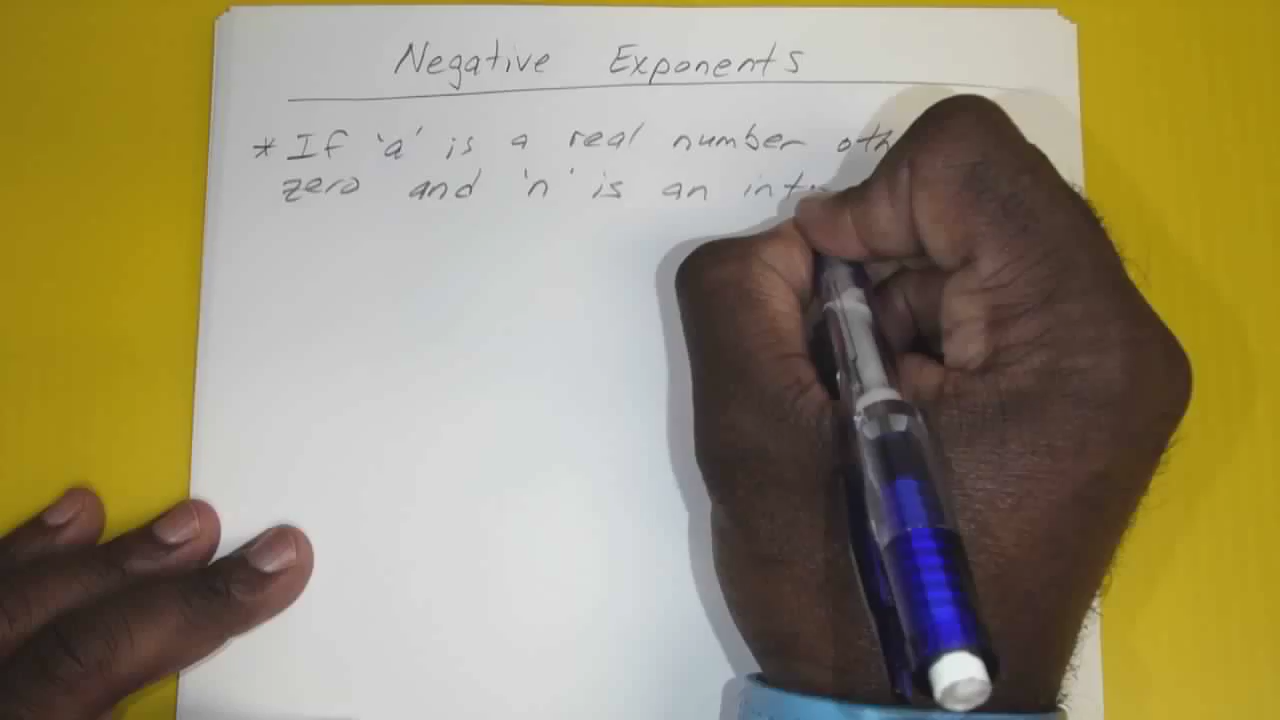 Negative Exponents
* If 'a' is a real number
zero and 'n' is an